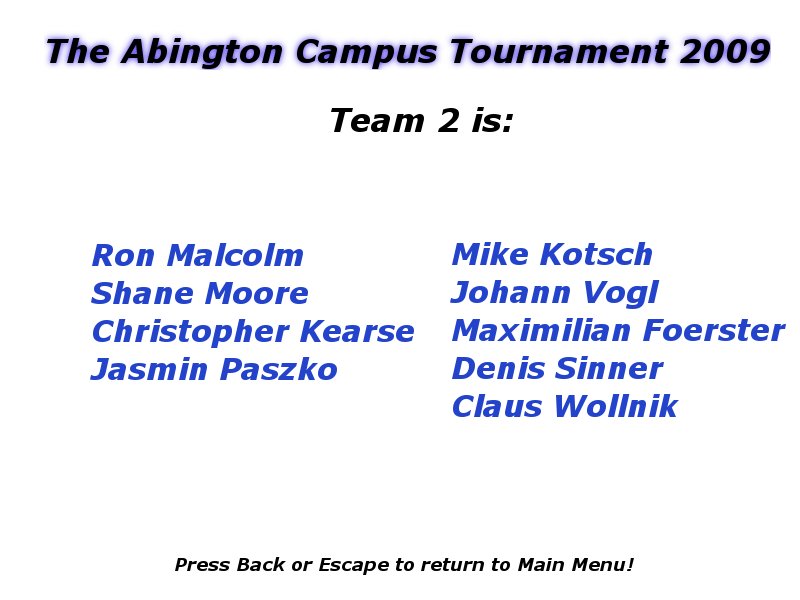 The Abington Campus Tournament 2009
Team 2 is:
Ron Malcolm
Shane Moore
Christopher Kearse
Jasmin Paszko
Mike Kotsch
Johann Vogl
Maximilian Foerster
Denis Sinner
Claus Wollnik
Press Back or Escape to return to Main Menu!